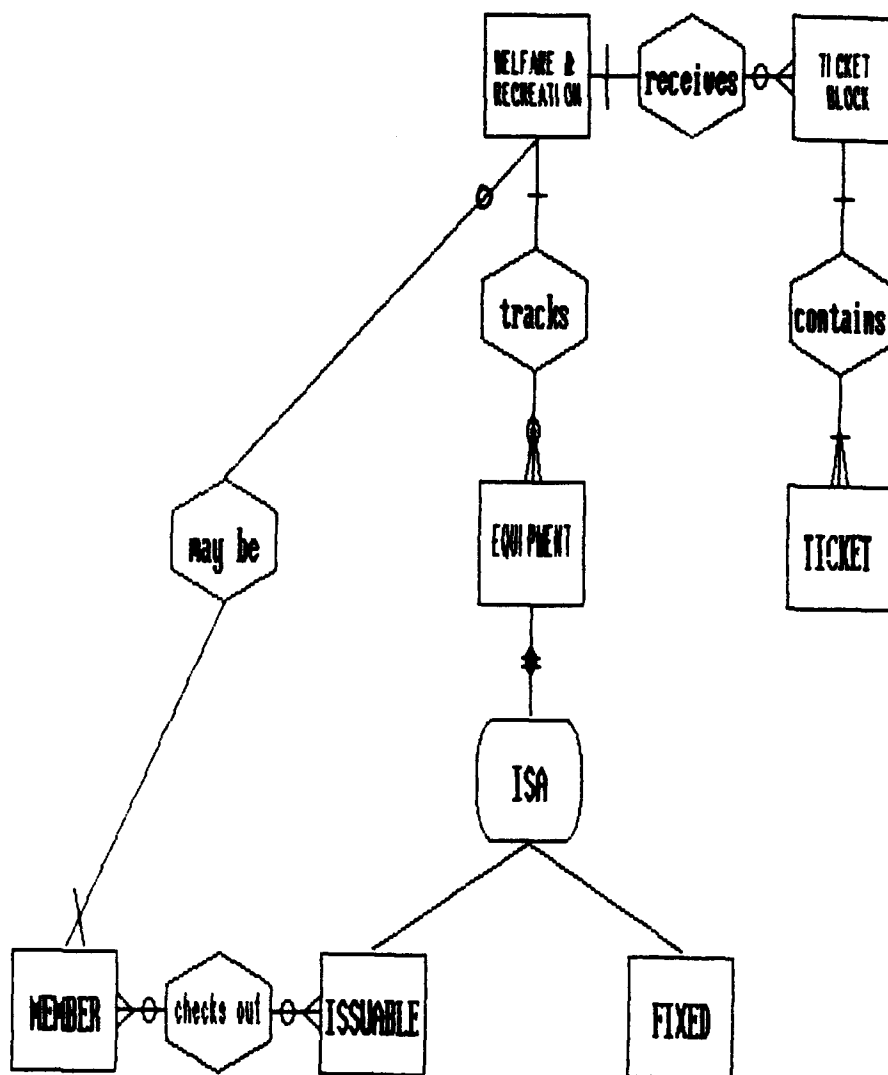 WELFARE &
RECREATION
receives
TICKET
BLOCK
tracks
contains
may be
EQUIPMENT
TICKET
ISA
MEMBER
checks out
ISSUABLE
FIXED